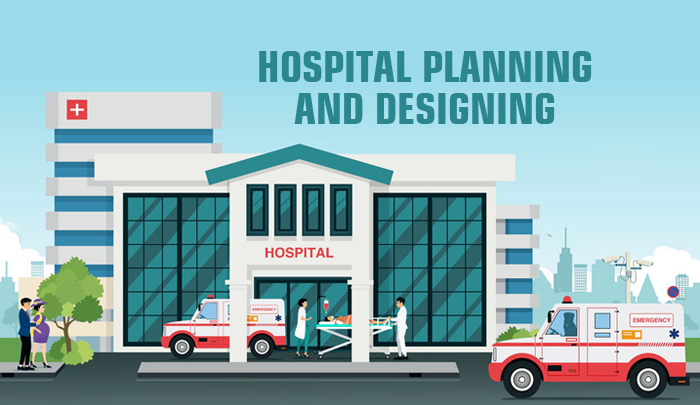 HOSPITAL PLANNING
AND DESIGNING
HOSPITAL
EMERGENCY
EMERGENCY